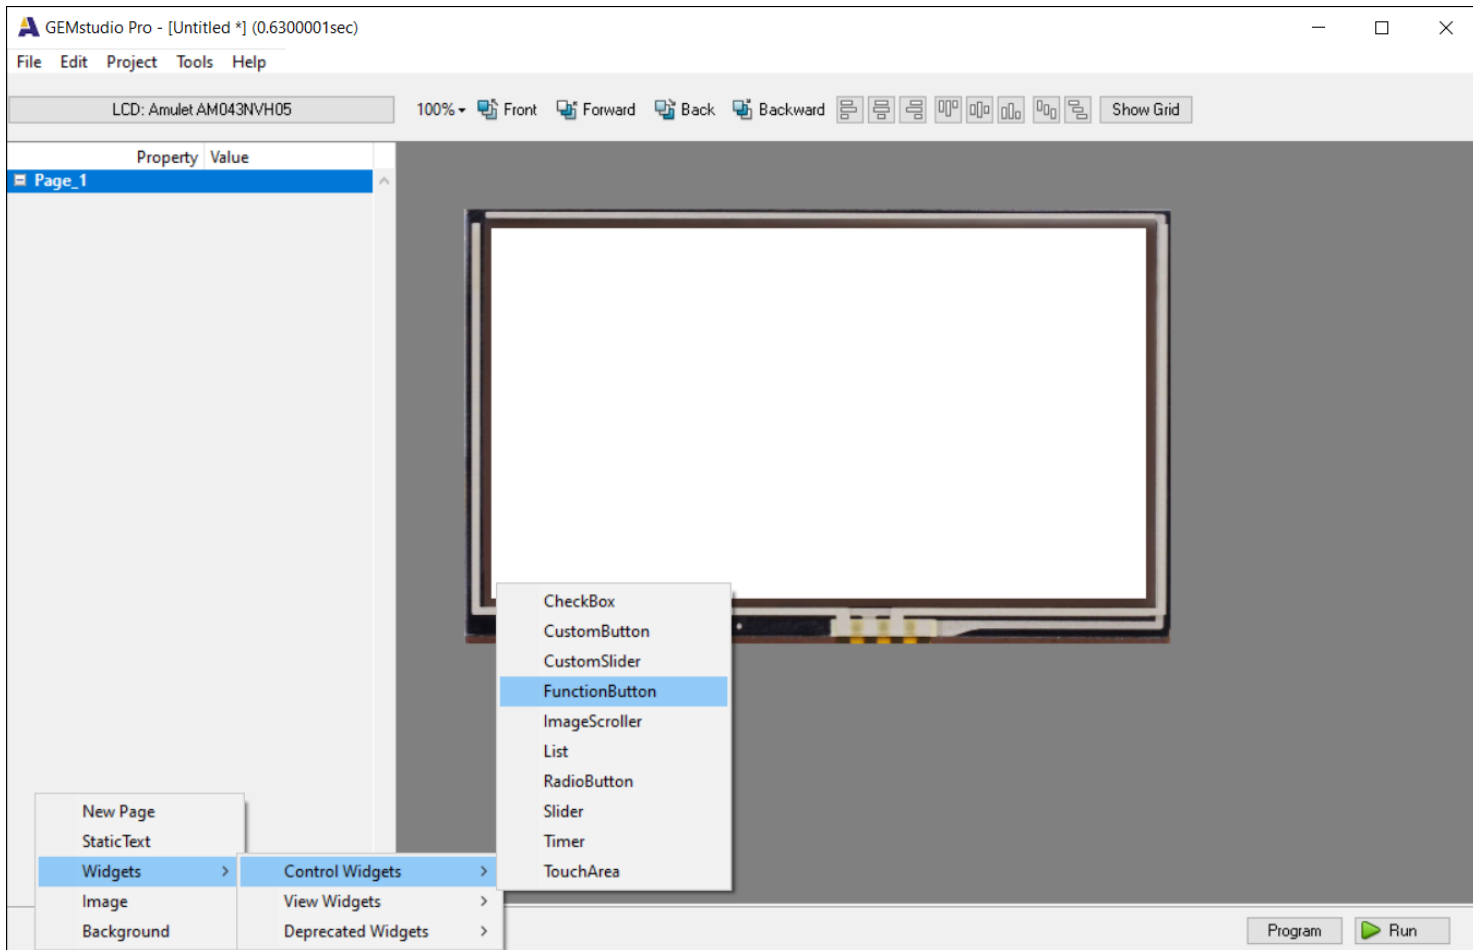 GEMstudio Pro - [Untitled *] (0.6300001sec)
File Edit Project Tools Help
LCD: Amulet AM043NVH05 100% Front Forward Back Backward Show Grid
Property Value
Page_1
CheckBox
CustomButton
CustomSlider
FunctionButton
ImageScroller
List
RadioButton
Slider
Timer
TouchArea
New Page
StaticText
Widgets
Image
Background
Control Widgets
View Widgets
Deprecated Widgets
Program Run